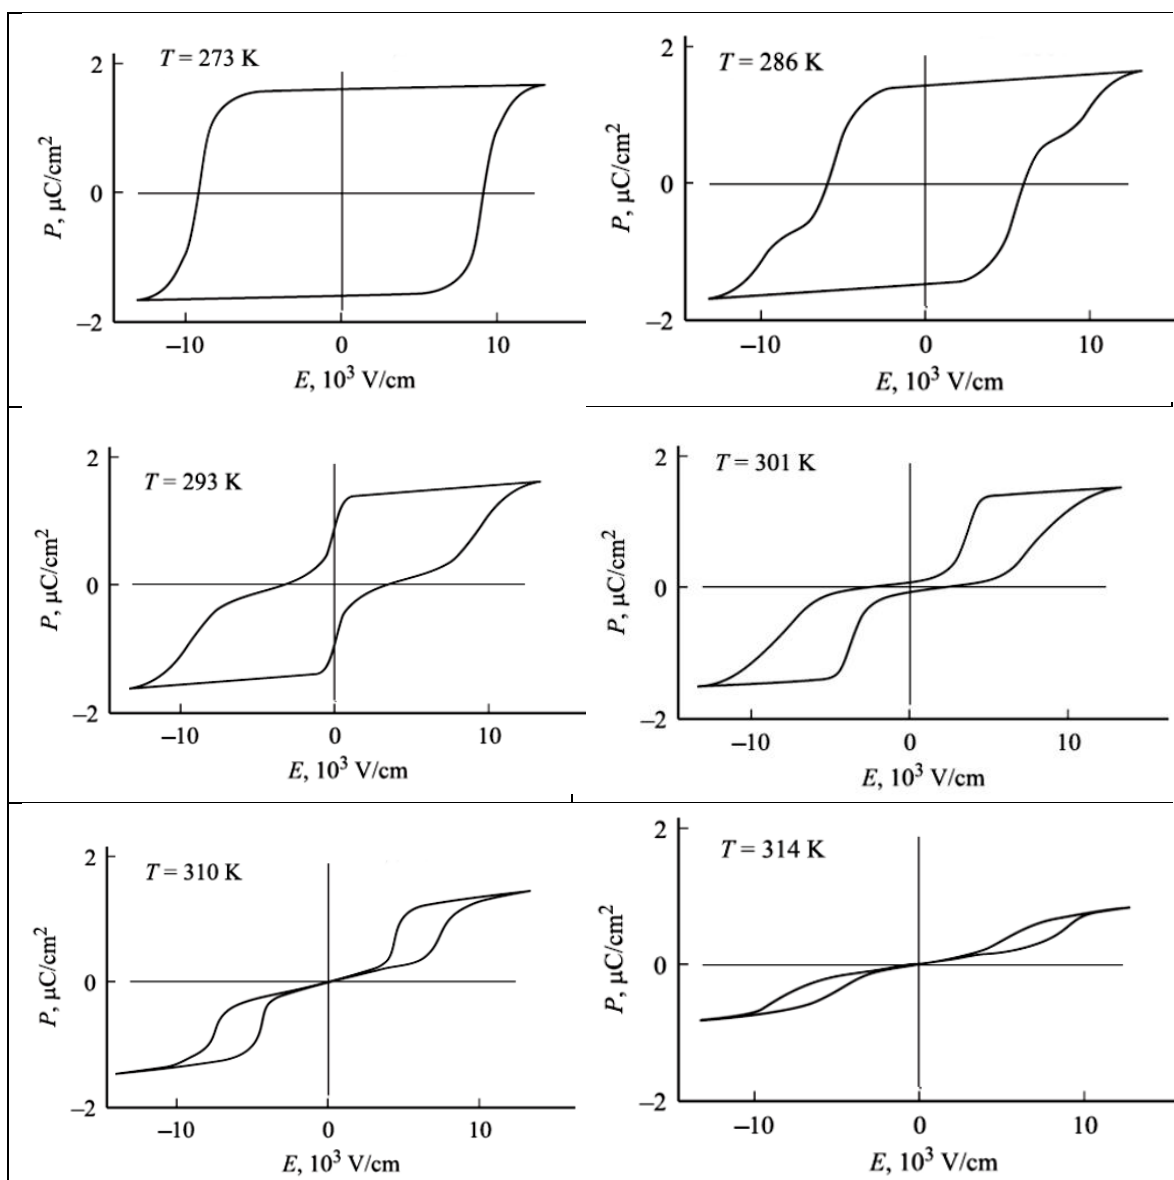 T = 273 K
2
0
–2
P, μC/cm²
–10 0 10
E, 10³ V/cm
T = 286 K
2
0
–2
P, μC/cm²
–10 0 10
E, 10³ V/cm
T = 293 K
2
0
–2
P, μC/cm²
–10 0 10
E, 10³ V/cm
T = 301 K
2
0
–2
P, μC/cm²
–10 0 10
E, 10³ V/cm
T = 310 K
2
0
–2
P, μC/cm²
–10 0 10
E, 10³ V/cm
T = 314 K
2
0
–2
P, μC/cm²
–10 0 10
E, 10³ V/cm